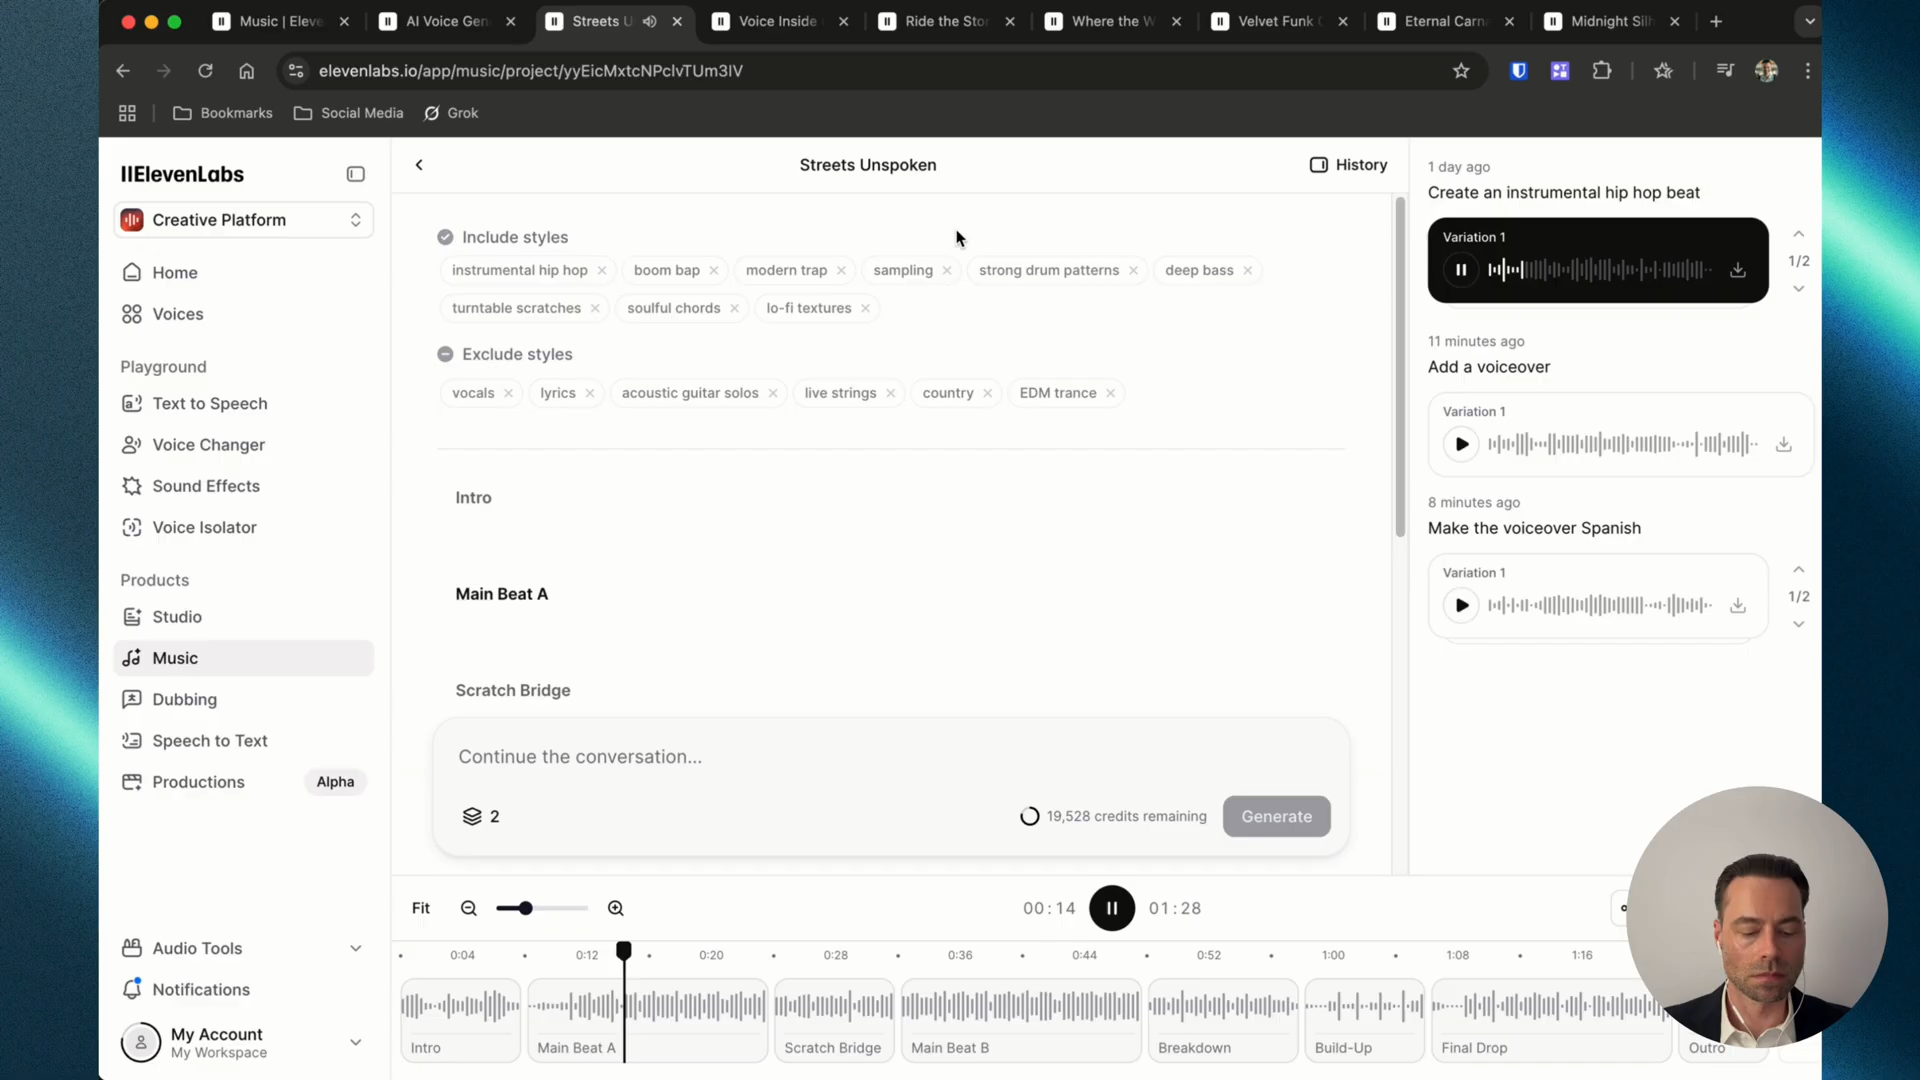 Music | Eleve
AI Voice Gen
Streets U
Voice Inside
Ride the Sto
Where the W
Velvet Funk
Eternal Carn
Midnight Sil
elevenlabs.io/app/music/project/yyEicMxtcNPclvTUm3IV
Bookmarks
Social Media
Grok
IIElevenLabs
Creative Platform
Home
Voices
Playground
Text to Speech
Voice Changer
Sound Effects
Voice Isolator
Products
Studio
Music
Dubbing
Speech to Text
Productions
Alpha
Audio Tools
Notifications
My Account
My Workspace
Streets Unspoken
History
Include styles
instrumental hip hop
boom bap
modern trap
sampling
strong drum patterns
deep bass
turntable scratches
soulful chords
lo-fi textures
Exclude styles
vocals
lyrics
acoustic guitar solos
live strings
country
EDM trance
Intro
Main Beat A
Scratch Bridge
Continue the conversation...
2
19,528 credits remaining
Generate
1 day ago
Create an instrumental hip hop beat
Variation 1
1/2
11 minutes ago
Add a voiceover
Variation 1
8 minutes ago
Make the voiceover Spanish
Variation 1
1/2
Fit
00:14
01:28
0:04
0:12
0:20
0:28
0:36
0:44
0:52
1:00
1:08
1:16
Intro
Main Beat A
Scratch Bridge
Main Beat B
Breakdown
Build-Up
Final Drop
Outro